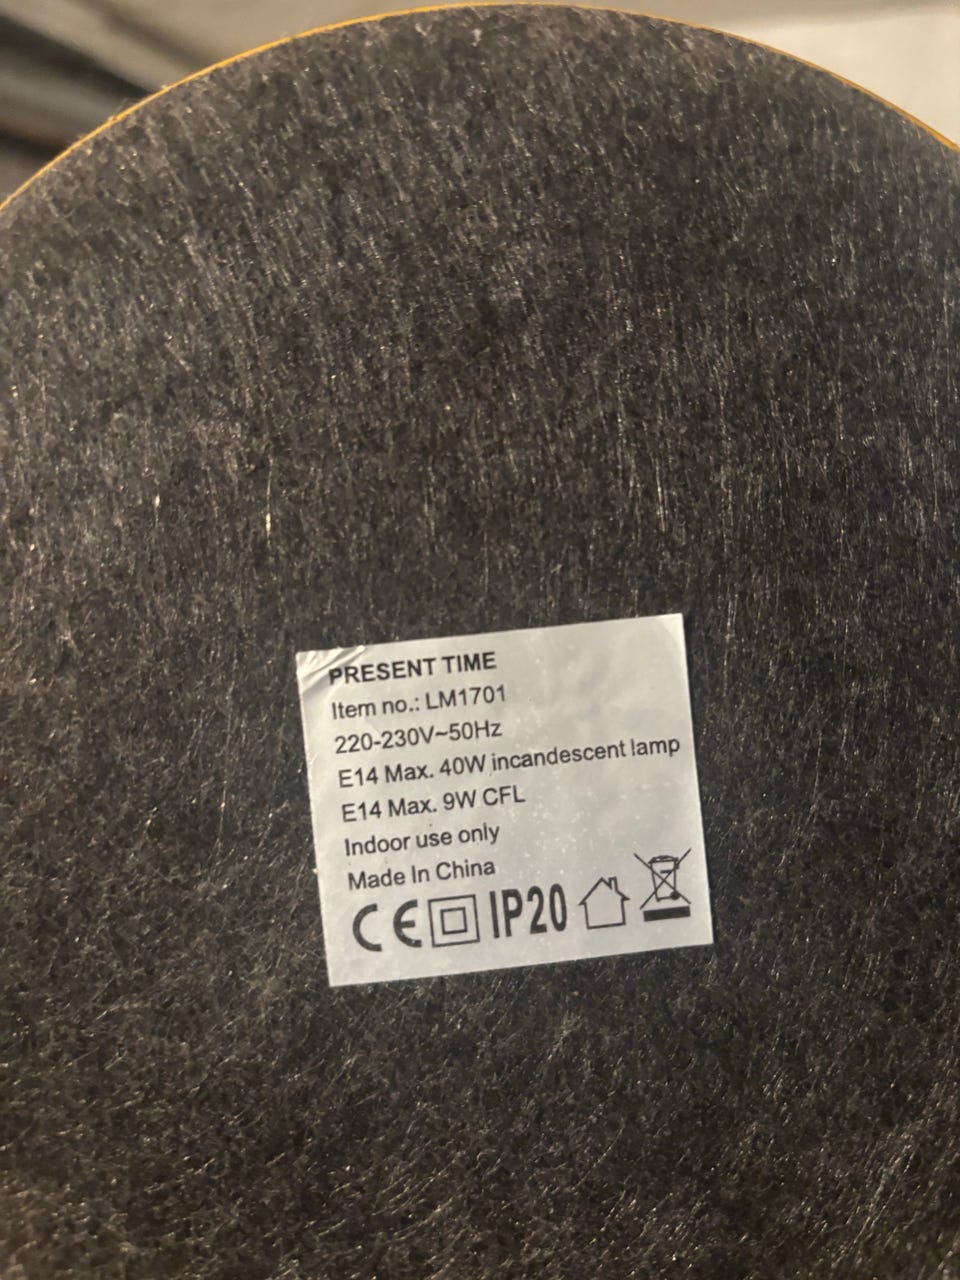 PRESENT TIME
Item no.: LM1701
220-230V~50Hz
E14 Max. 40W incandescent lamp
E14 Max. 9W CFL
Indoor use only
Made In China
CE IP20